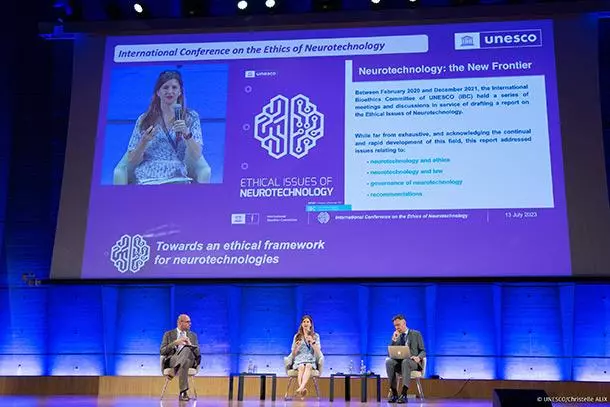 International Conference on the Ethics of Neurotechnology
unesco
Neurotechnology: the New Frontier
unesco
Between February 2020 and December 2021, the International
Bioethics Committee of UNESCO (IBC) held a series of
meetings and discussions in service of drafting a report on
the Ethical Issues of Neurotechnology.
While far from exhaustive, and acknowledging the continual
and rapid development of this field, this report addressed
issues relating to:
- neurotechnology and ethics
- neurotechnology and law
- governance of neurotechnology
- recommendations
ETHICAL ISSUES OF
NEUROTECHNOLOGY
International Conference on the Ethics of Neurotechnology
13 July 2023
Towards an ethical framework
for neurotechnologies
© UNESCO/Christelle ALIX